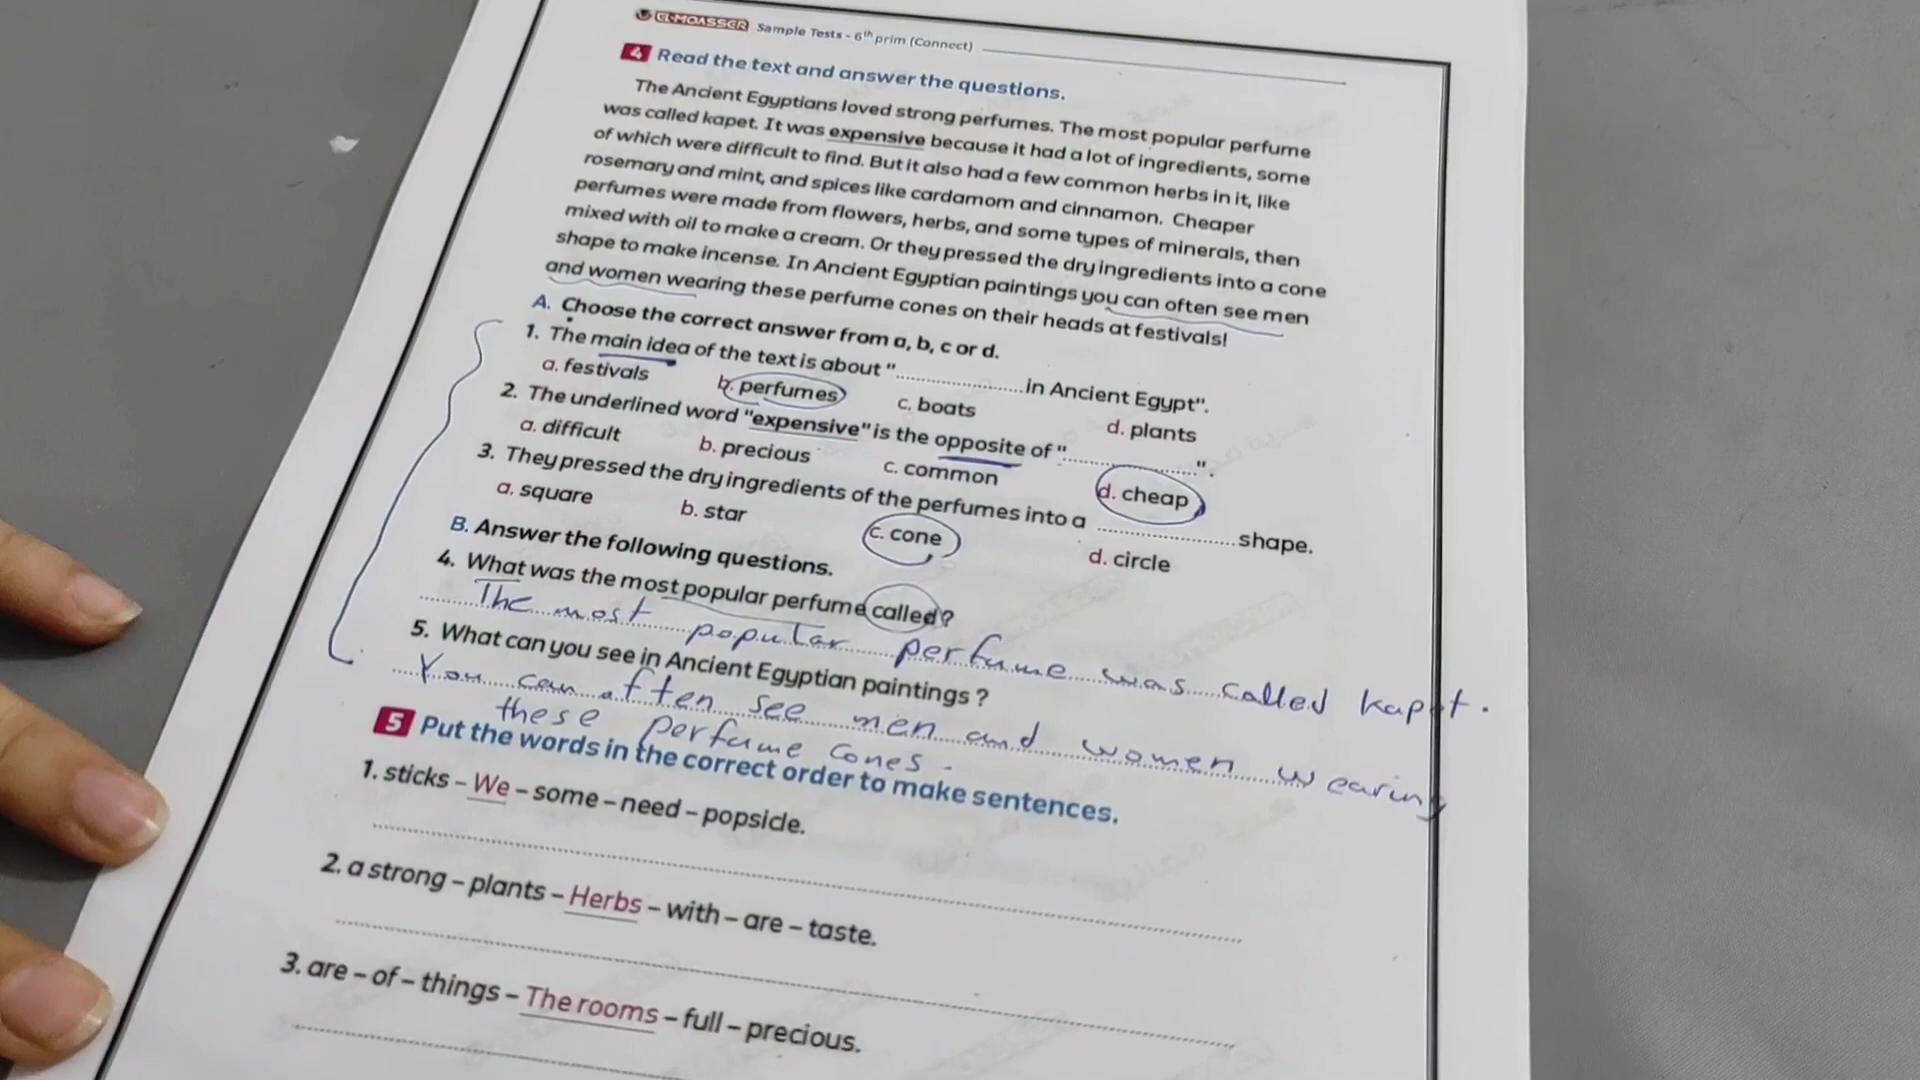 EL-MOASSER Sample Tests - 6th prim (Connect)
4 Read the text and answer the questions.
The Ancient Egyptians loved strong perfumes. The most popular perfume
was called kapet. It was expensive because it had a lot of ingredients, some
of which were difficult to find. But it also had a few common herbs in it, like
rosemary and mint, and spices like cardamom and cinnamon. Cheaper
perfumes were made from flowers, herbs, and some types of minerals, then
mixed with oil to make a cream. Or they pressed the dry ingredients into a cone
shape to make incense. In Ancient Egyptian paintings you can often see men
and women wearing these perfume cones on their heads at festivals!
A. Choose the correct answer from a, b, c or d.
1. The main idea of the text is about "........................in Ancient Egypt".
a. festivals b. perfumes c. boats d. plants
2. The underlined word "expensive" is the opposite of "........................".
a. difficult b. precious c. common d. cheap
3. They pressed the dry ingredients of the perfumes into a ........................ shape.
a. square b. star c. cone d. circle
B. Answer the following questions.
4. What was the most popular perfume called?
The most popular perfume was called kapet.
5. What can you see in Ancient Egyptian paintings ?
You can often see men and women wearing
these perfume cones.
5 Put the words in the correct order to make sentences.
1. sticks – We – some – need – popsicle.
2. a strong – plants – Herbs – with – are – taste.
3. are – of – things – The rooms – full – precious.